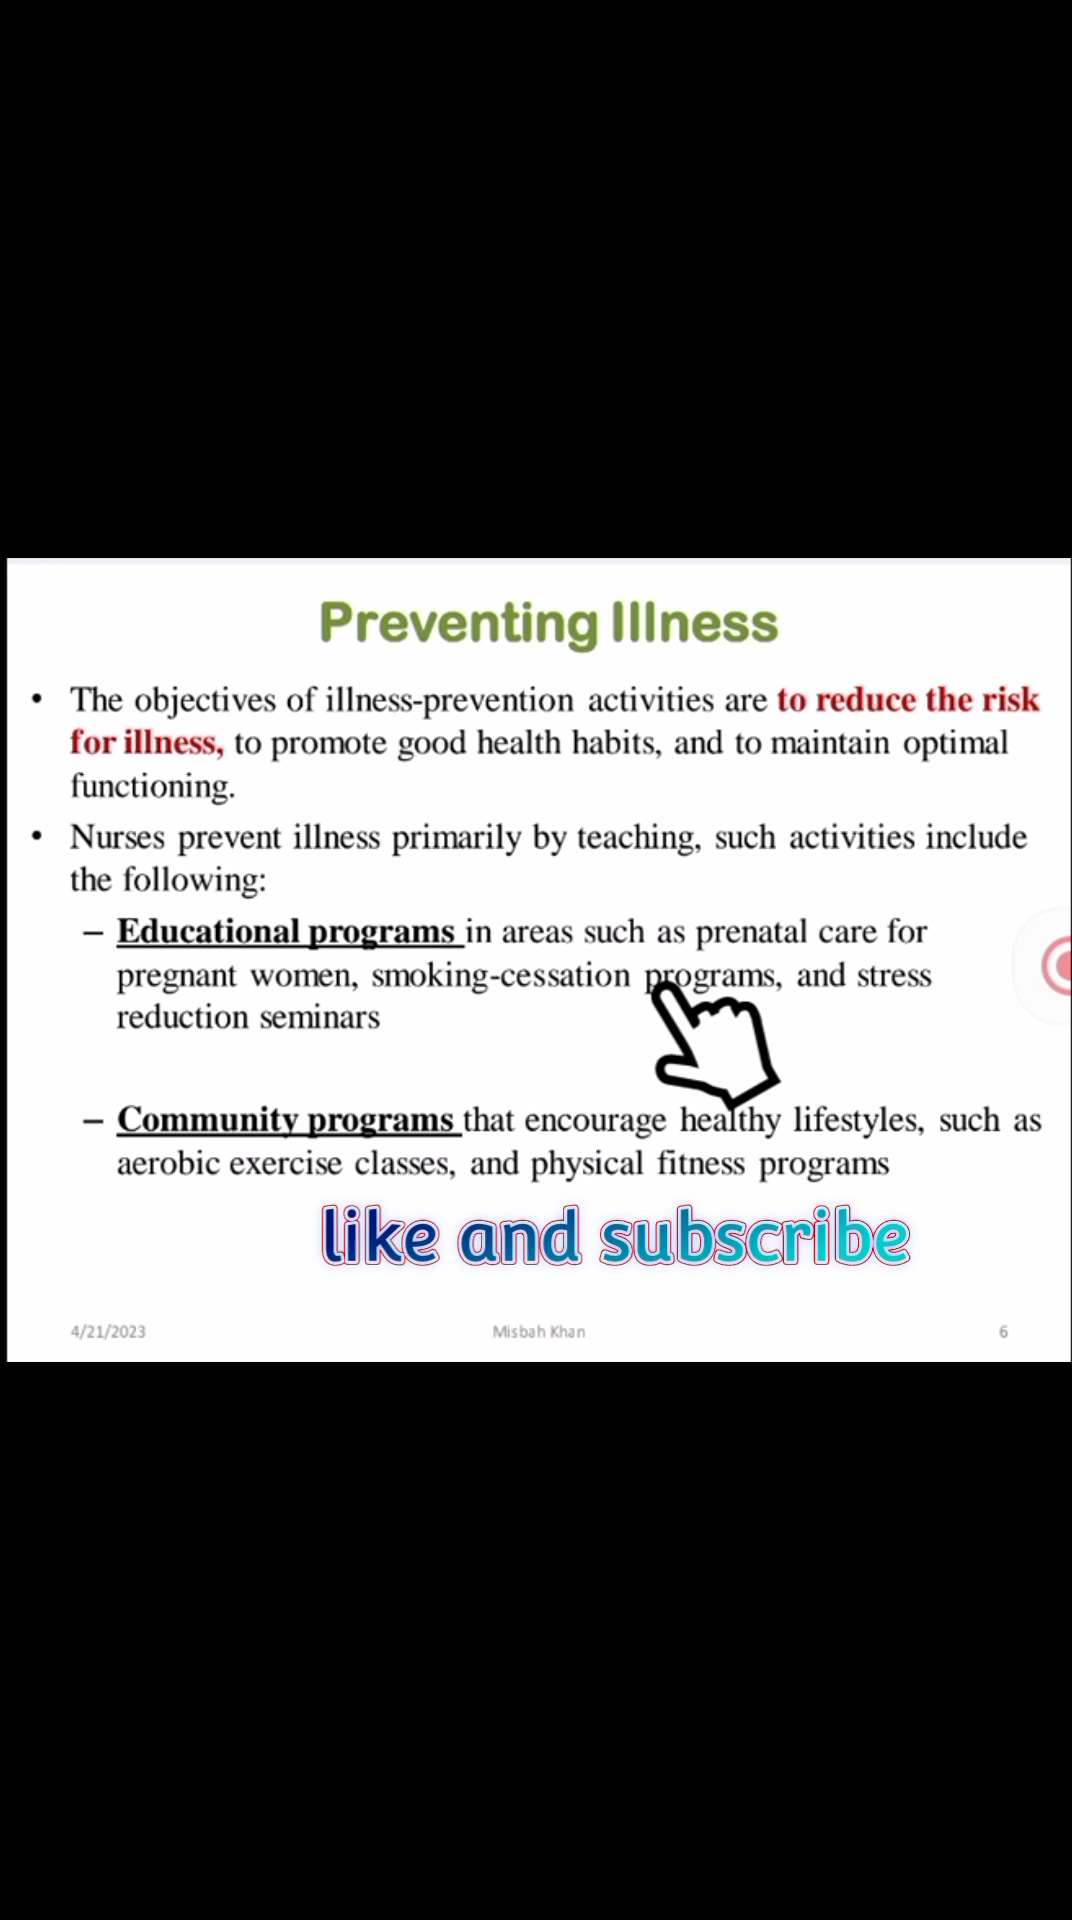 Preventing Illness
• The objectives of illness-prevention activities are to reduce the risk
for illness, to promote good health habits, and to maintain optimal
functioning.
• Nurses prevent illness primarily by teaching, such activities include
the following:
– Educational programs in areas such as prenatal care for
pregnant women, smoking-cessation programs, and stress
reduction seminars
– Community programs that encourage healthy lifestyles, such as
aerobic exercise classes, and physical fitness programs
like and subscribe
4/21/2023 Misbah Khan 6